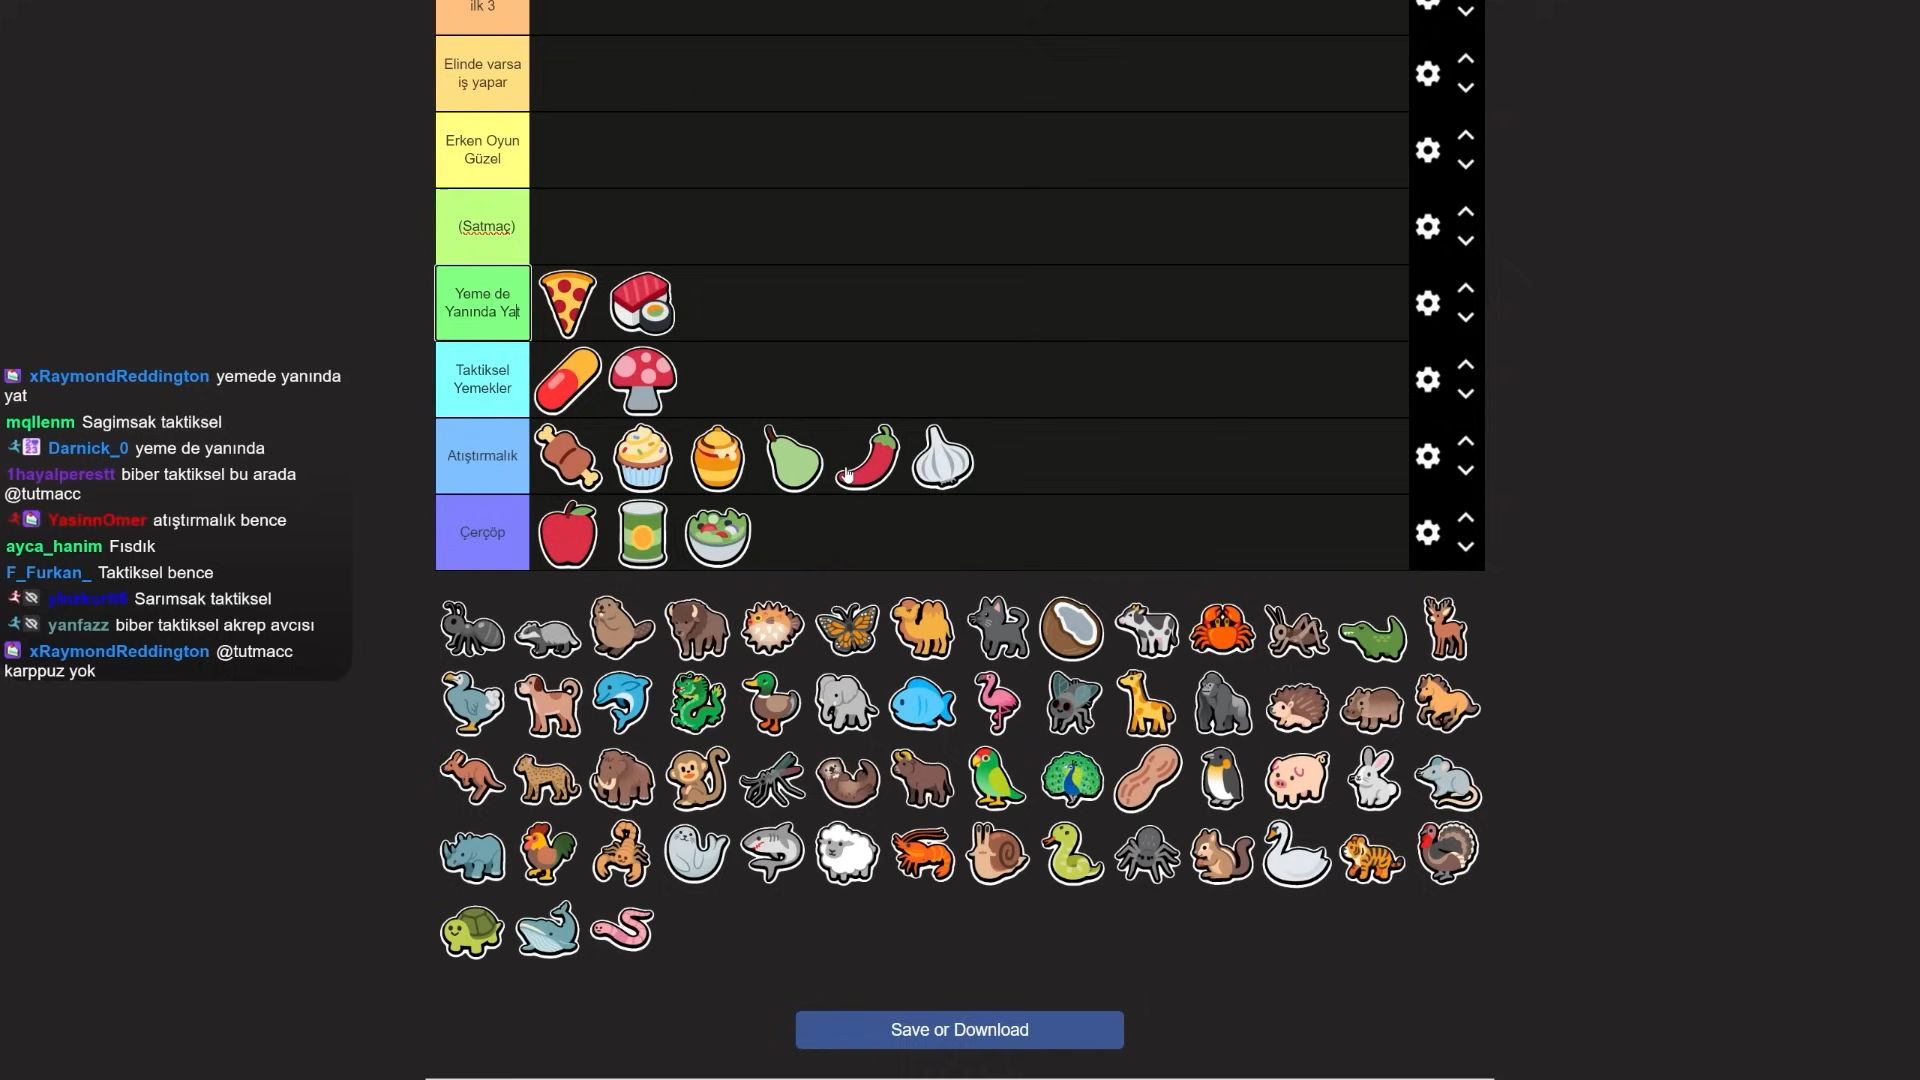 ilk 3
Elinde varsa
iş yapar
Erken Oyun
Güzel
(Satmaç)
Yeme de
Yanında Yat
Taktiksel
Yemekler
Atıştırmalık
Çerçöp
xRaymondReddington yemede yanında
yat
mqllenm Sagimsak taktiksel
Darnick_0 yeme de yanında
1hayalperestt biber taktiksel bu arada
@tutmacc
YasinnOmer atıştırmalık bence
ayca_hanim Fısdık
F_Furkan_ Taktiksel bence
Sarımsak taktiksel
yanfazz biber taktiksel akrep avcısı
xRaymondReddington @tutmacc
karppuz yok
Save or Download